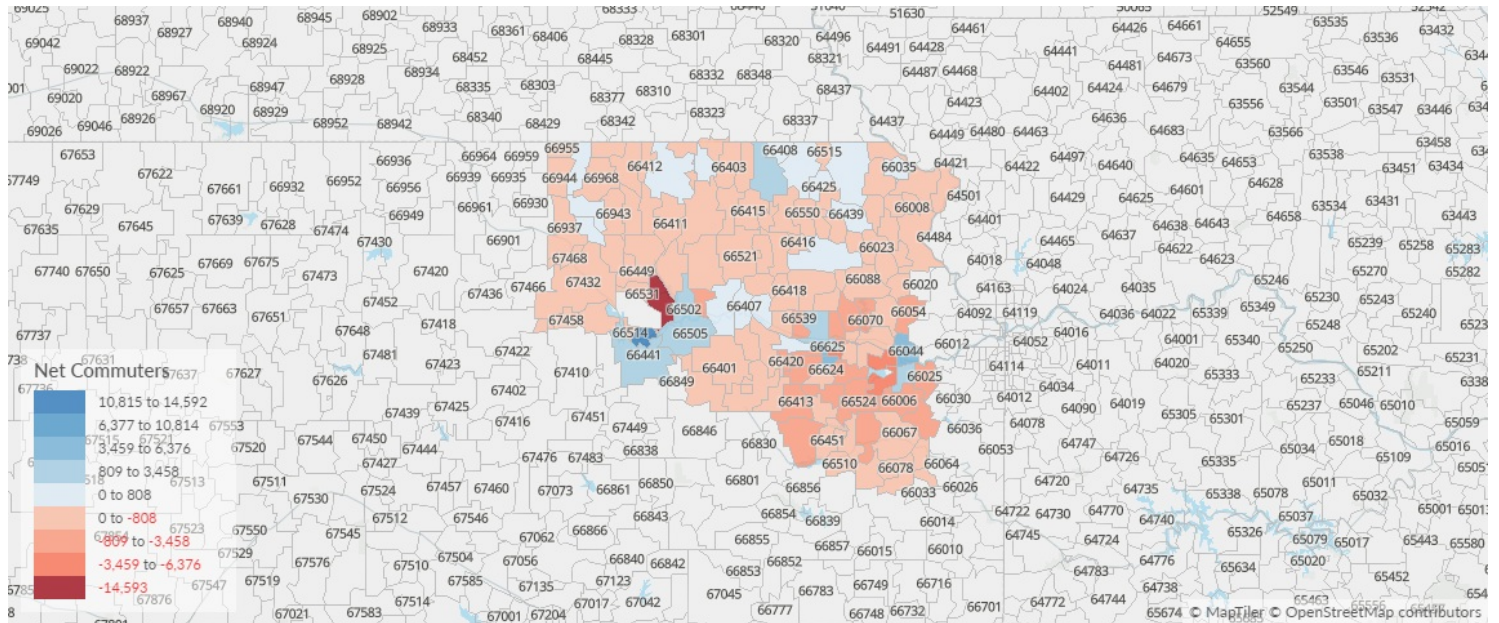 69025 68937 68940 68945 68902 68933 68361 68406 68333 68328 68301 68446 68320 51040 64496 51630 64461 50065 64426 64661 52549 63535 52542
69042 68927 68924 68925 68452 68445 68321 64491 64428 64441 64673 64655 63536 63432
69022 68922 68928 68934 68332 68348 64487 64468 64481 63560 63546 63531
69020 68967 68947 68335 68303 68377 68310 68437 64423 64402 64424 64679 63556 63544 63501 63547 63446
69026 69046 68926 68920 68929 68952 68942 68340 68429 68342 68323 68337 64437 64449 64480 64463 64636 64683 63566 63458
67653 66936 66964 66959 66955 66412 66403 66408 66515 66035 64421 64422 64497 64640 64635 64653 63538 63451 63434
67749 67622 67661 66932 66952 66956 66939 66935 66944 66968 66425 64501 64429 64625 64601 64628
67629 67639 67628 66949 66961 66930 66943 66415 66550 66439 66008 64401 64658 63534 63431 63443
67635 67645 67474 67430 66901 66937 66411 66416 66023 64484 64465 64637 64638 64643 64622 65239 65258 65283
67740 67650 67625 67669 67675 67473 67420 67468 66449 66521 66088 66020 64018 64048 64623 65246 65270 65282
67657 67663 67651 67452 67436 67466 67432 66531 66502 66407 66418 64163 64024 64035 65349 65230 65243
67737 67648 67418 67458 66514 66505 66539 66070 66054 64092 64119 64036 64022 65339 65248 65240
67631 67481 67423 67422 66441 66625 66044 66012 64052 64016 64001 65340 65250 65202 65231
Net Commuters
67637 67627 67626 67410 66849 66401 66420 66624 66025 64114 64011 64020 65333 65233 65211
10,815 to 14,592
67439 67425 67402 66413 66524 66006 66030 64012 64034 64090 64019 65305 65301 65237 65046 65010
6,377 to 10,814
67553 67416 67451 67449 66846 66036 64078 65059
3,459 to 6,376
67515 67521 67520 67544 67450 67444 67476 67483 66838 66830 66451 66067 66053 64747 64726 65034 65018 65016
809 to 3,458
67513 67511 67427 67524 67457 67460 67073 66861 66850 66801 66856 66510 66078 66064 66026 66033 64720 64735 65335 65338 65078 65011 65109
0 to 808
67530 67512 67546 66843 66854 66839 66014 64722 64730 64770 64740 65037 65032 65001
0 to -808
67523 67550 67545 67062 66866 66855 66857 66015 66010 64745 64724 65326 65079 65017 65443 65580
-809 to -3,458
67529 67576 67510 67504 67056 66840 66842 66853 66852 64783 64776 65634 65020
-3,459 to -6,376
67547 67519 67585 67135 67123 67045 66783 66749 66716 64738 65452
-14,593
67876 67021 67583 67514 67001 67204 67017 67042 66777 66748 66732 66701 64772 64744 65674 65463
© MapTiler © OpenStreetMap contributors